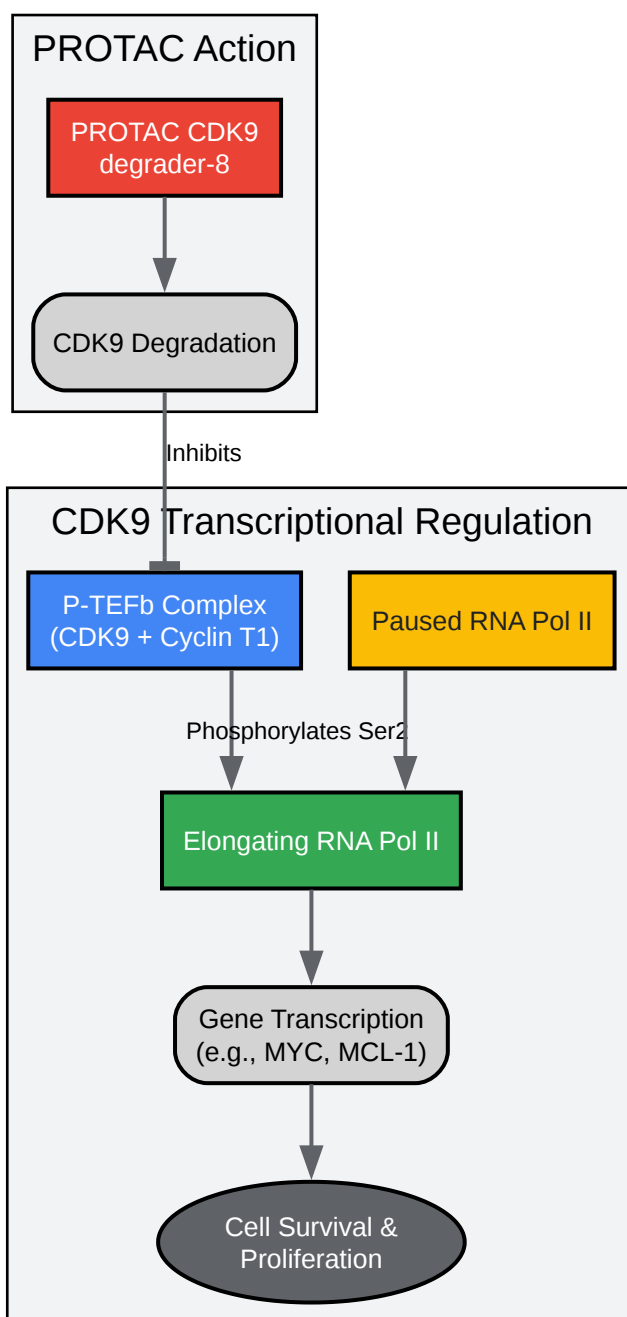 PROTAC Action
PROTAC CDK9
degrader-8
CDK9 Degradation
Inhibits
CDK9 Transcriptional Regulation
P-TEFb Complex
(CDK9 + Cyclin T1)
Paused RNA Pol II
Phosphorylates Ser2
Elongating RNA Pol II
Gene Transcription
(e.g., MYC, MCL-1)
Cell Survival &
Proliferation